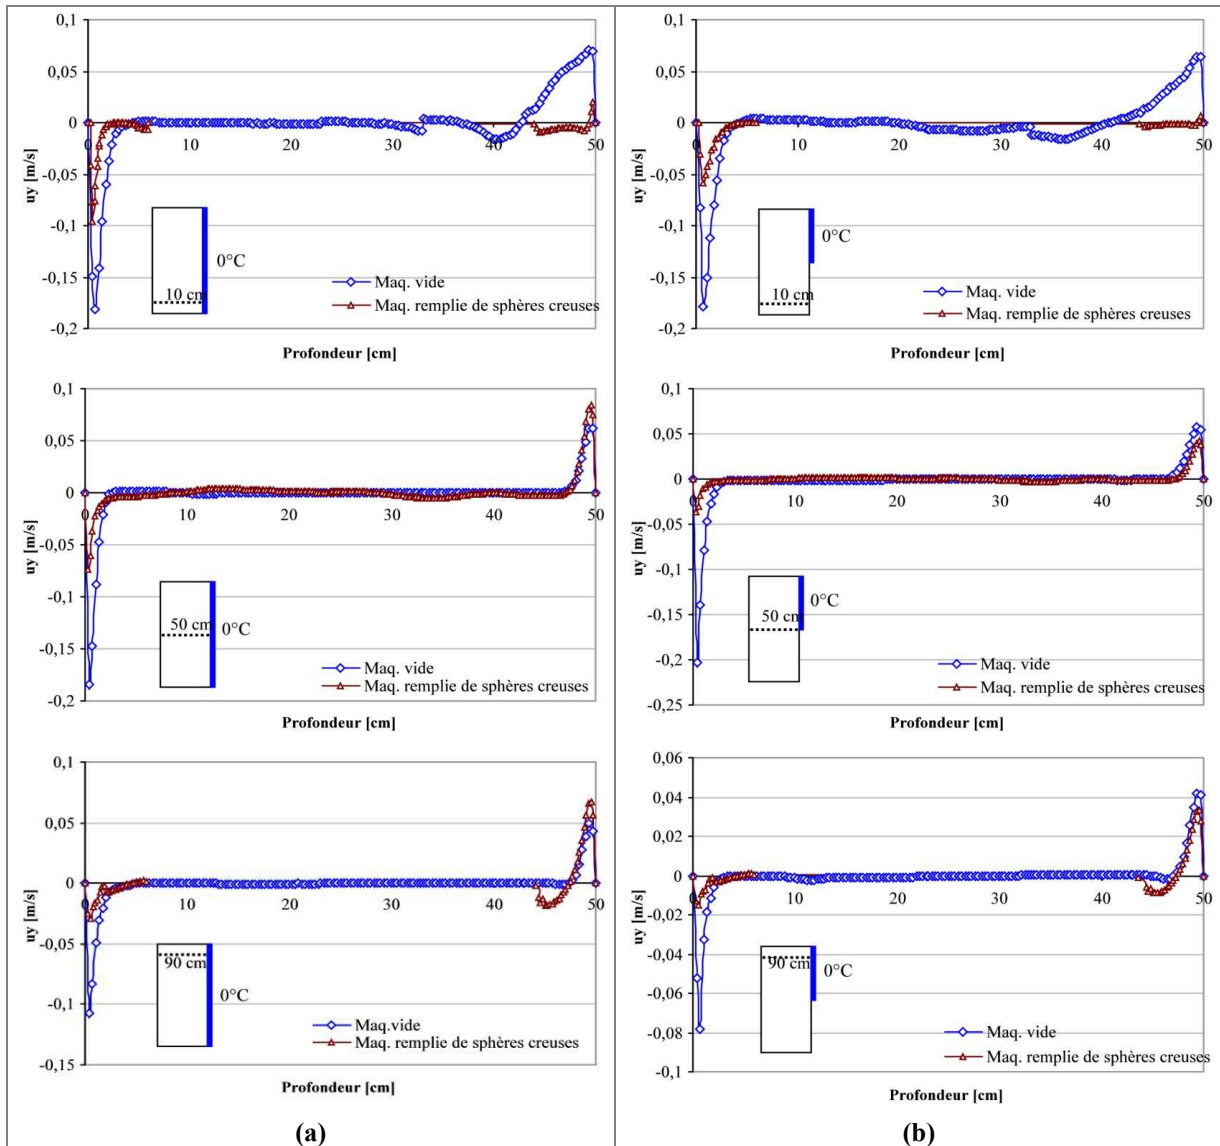 0,1
0,05
0
-0,05
-0,1
-0,15
-0,2
uy [m/s]
0 10 20 30 40 50
10 cm
0°C
Maq. vide
Maq. remplie de sphères creuses
Profondeur [cm]
0,1
0,05
0
-0,05
-0,1
-0,15
-0,2
uy [m/s]
0 10 20 30 40 50
10 cm
0°C
Maq. vide
Maq. remplie de sphères creuses
Profondeur [cm]
0,1
0,05
0
-0,05
-0,1
-0,15
-0,2
uy [m/s]
0 10 20 30 40 50
50 cm
0°C
Maq. vide
Maq. remplie de sphères creuses
Profondeur [cm]
0,1
0,05
0
-0,05
-0,1
-0,15
-0,2
-0,25
uy [m/s]
0 10 20 30 40 50
50 cm
0°C
Maq. vide
Maq. remplie de sphères creuses
Profondeur [cm]
0,1
0,05
0
-0,05
-0,1
-0,15
uy [m/s]
0 10 20 30 40 50
90 cm
0°C
Maq.vide
Maq. remplie de sphères creuses
Profondeur [cm]
0,06
0,04
0,02
0
-0,02
-0,04
-0,06
-0,08
-0,1
uy [m/s]
0 10 20 30 40 50
90 cm
0°C
Maq. vide
Maq. remplie de sphères creuses
Profondeur [cm]
(a)
(b)